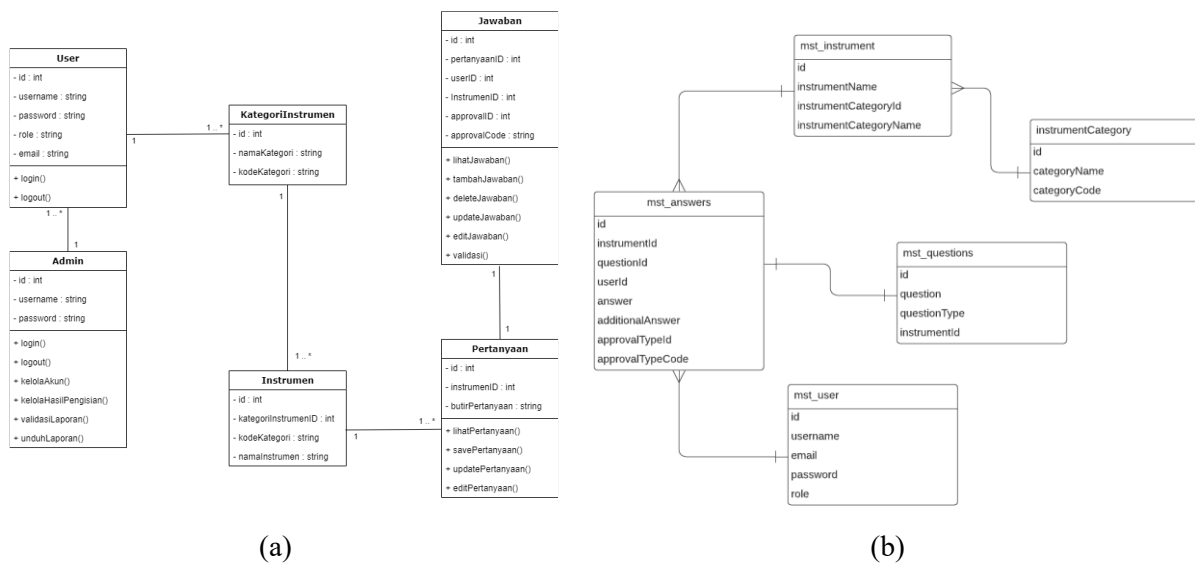 User
- id : int
- username : string
- password : string
- role : string
- email : string
+ login()
+ logout()
1
1 .. *
1 .. *
1
Admin
- id : int
- username : string
- password : string
+ login()
+ logout()
+ kelolaAkun()
+ kelolaHasilPengisian()
+ validasiLaporan()
+ unduhLaporan()
KategoriInstrumen
- id : int
- namaKategori : string
- kodeKategori : string
1
1 .. *
Instrumen
- id : int
- kategoriInstrumenID : int
- kodeKategori : string
- namaInstrumen : string
1
1 .. *
Jawaban
- id : int
- pertanyaanID : int
- userID : int
- InstrumenID : int
- approvalID : int
- approvalCode : string
+ lihatJawaban()
+ tambahJawaban()
+ deleteJawaban()
+ updateJawaban()
+ editJawaban()
+ validasi()
1
1
Pertanyaan
- id : int
- instrumenID : int
- butirPertanyaan : string
+ lihatPertanyaan()
+ savePertanyaan()
+ updatePertanyaan()
+ editPertanyaan()
(a)
mst_instrument
id
instrumentName
instrumentCategoryId
instrumentCategoryName
instrumentCategory
id
categoryName
categoryCode
mst_answers
id
instrumentId
questionId
userId
answer
additionalAnswer
approvalTypeId
approvalTypeCode
mst_questions
id
question
questionType
instrumentId
mst_user
id
username
email
password
role
(b)